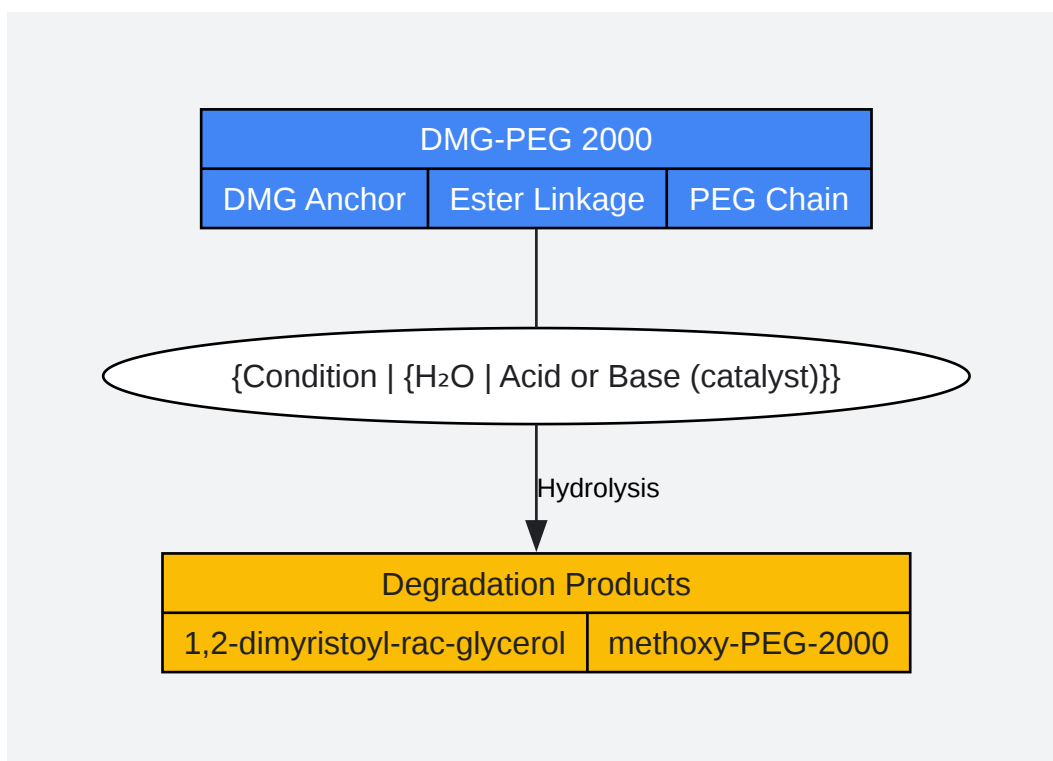 DMG-PEG 2000
DMG Anchor Ester Linkage PEG Chain
{Condition | {H₂O | Acid or Base (catalyst)}}
Hydrolysis
Degradation Products
1,2-dimyristoyl-rac-glycerol methoxy-PEG-2000